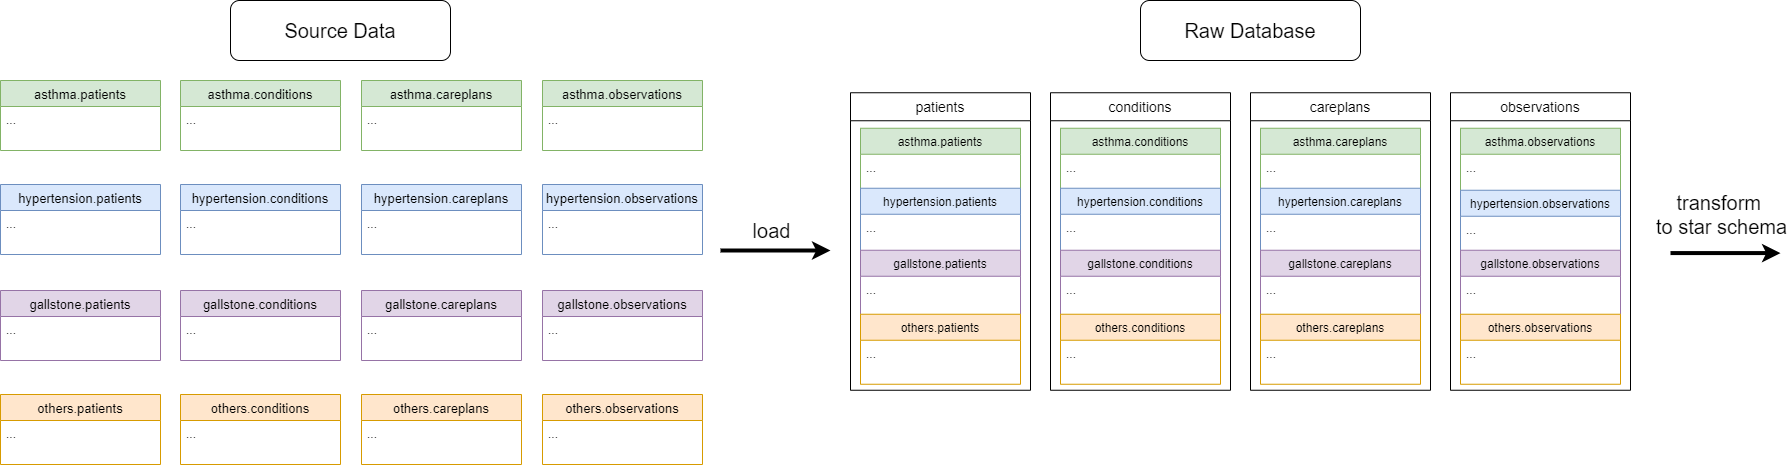 Source Data
Raw Database
asthma.patients
...
asthma.conditions
...
asthma.careplans
...
asthma.observations
...
hypertension.patients
...
hypertension.conditions
...
hypertension.careplans
...
hypertension.observations
...
gallstone.patients
...
gallstone.conditions
...
gallstone.careplans
...
gallstone.observations
...
others.patients
...
others.conditions
...
others.careplans
...
others.observations
...
load
patients
asthma.patients
...
hypertension.patients
...
gallstone.patients
...
others.patients
...
conditions
asthma.conditions
...
hypertension.conditions
...
gallstone.conditions
...
others.conditions
...
careplans
asthma.careplans
...
hypertension.careplans
...
gallstone.careplans
...
others.careplans
...
observations
asthma.observations
...
hypertension.observations
...
gallstone.observations
...
others.observations
...
transform
to star schema